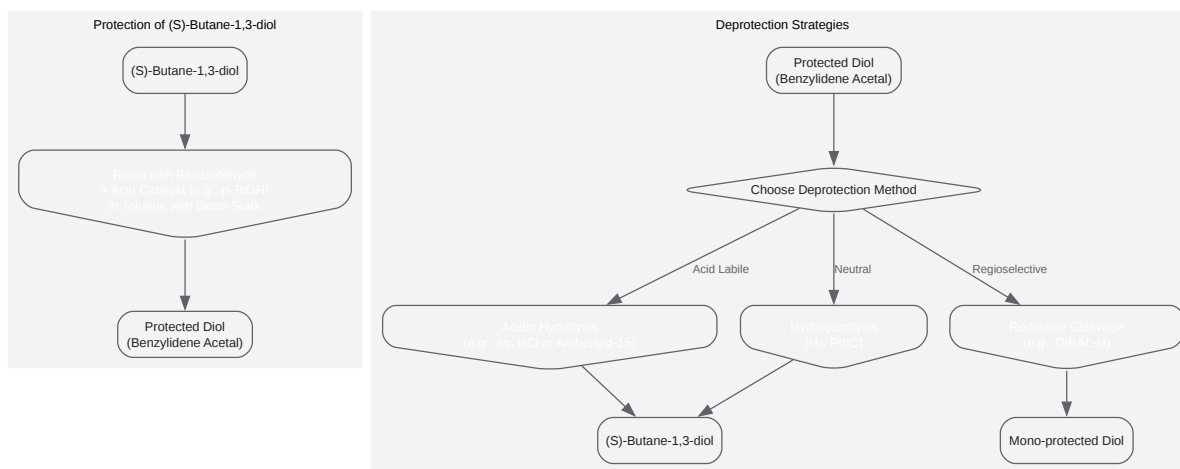 Protection of (S)-Butane-1,3-diol
(S)-Butane-1,3-diol
React with Benzaldehyde
+ Acid Catalyst (e.g., p-TsOH)
in Toluene with Dean-Stark
Protected Diol
(Benzylidene Acetal)
Deprotection Strategies
Protected Diol
(Benzylidene Acetal)
Choose Deprotection Method
Acid Labile
Neutral
Regioselective
Acidic Hydrolysis
(e.g., aq. HCl or Amberlyst-15)
Hydrogenolysis
(H₂, Pd/C)
Reductive Cleavage
(e.g., DIBAL-H)
(S)-Butane-1,3-diol
Mono-protected Diol